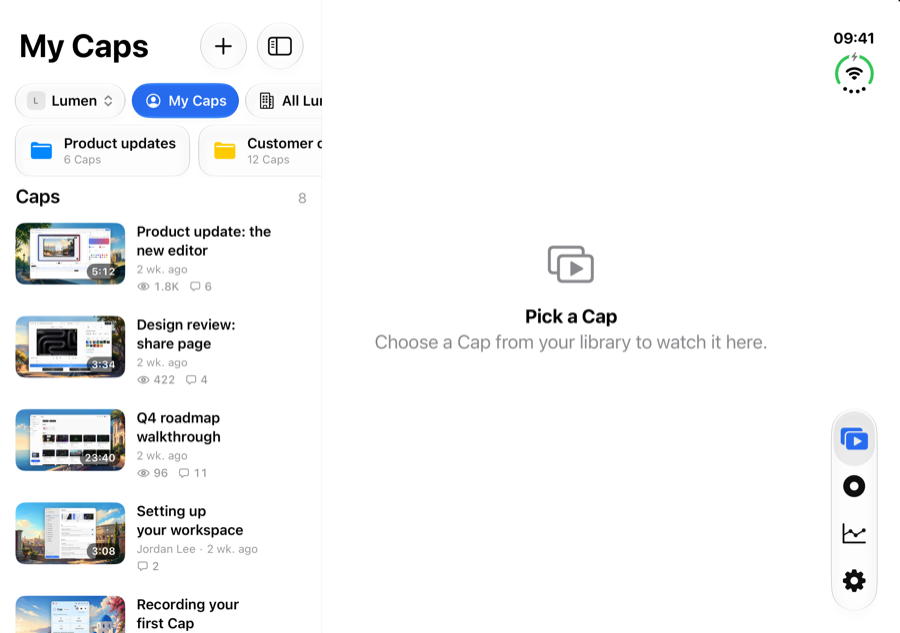 My Caps
09:41
L Lumen
My Caps
All Lu
Product updates
6 Caps
Customer
12 Caps
Caps
8
Product update: the
new editor
2 wk. ago
1.8K 6
5:12
Design review:
share page
2 wk. ago
422 4
3:34
Q4 roadmap
walkthrough
2 wk. ago
96 11
23:40
Setting up
your workspace
Jordan Lee · 2 wk. ago
2
3:08
Recording your
first Cap
Pick a Cap
Choose a Cap from your library to watch it here.